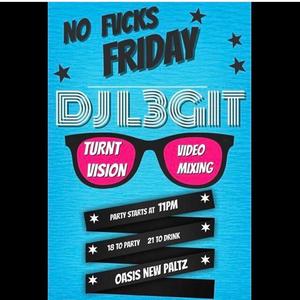 NO FUCKS
FRIDAY
DJ L3GIT
TURNT VISION
VIDEO MIXING
PARTY STARTS AT 11PM
18 TO PARTY 21 TO DRINK
OASIS NEW PALTZ